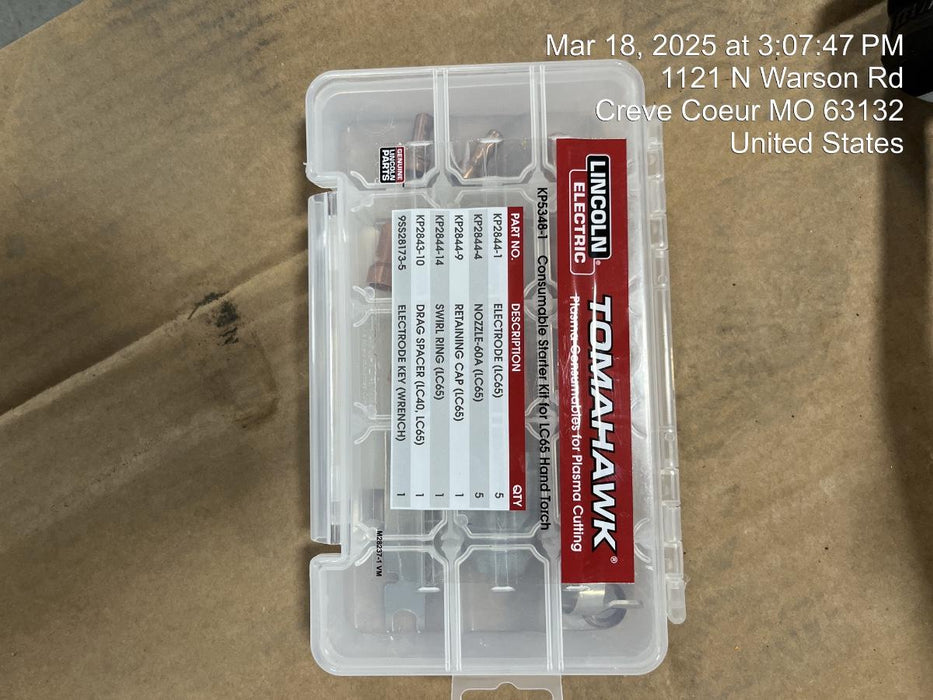 Mar 18, 2025 at 3:07:47 PM
1121 N Warson Rd
Creve Coeur MO 63132
United States
LINCOLN®
ELECTRIC
TOMAHAWK®
Plasma Consumables for Plasma Cutting
KP5348-1 Consumable Starter Kit for LC65 Hand Torch
PART NO. DESCRIPTION QTY
KP2844-1 ELECTRODE (LC65) 5
KP2844-4 NOZZLE-60A (LC65) 5
KP2844-9 RETAINING CAP (LC65) 1
KP2844-14 SWIRL RING (LC65) 1
KP2843-10 DRAG SPACER (LC40, LC65) 1
9SS28173-5 ELECTRODE KEY (WRENCH) 1
GENUINE
LINCOLN
PARTS
M28237-1 VM